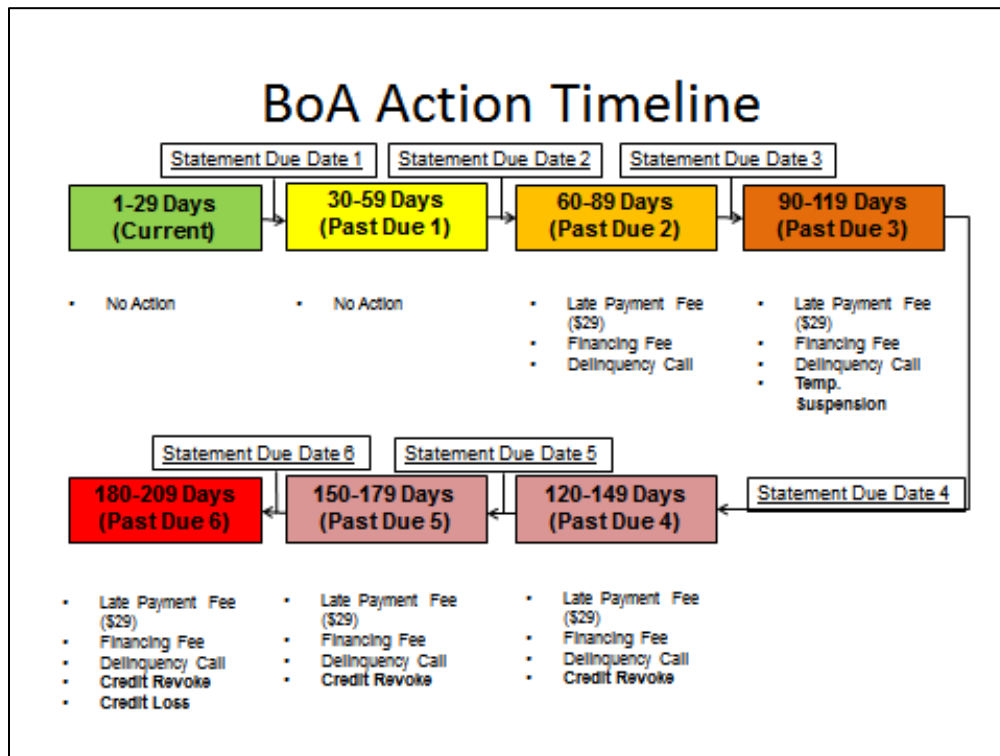 BoA Action Timeline
Statement Due Date 1
Statement Due Date 2
Statement Due Date 3
1-29 Days
(Current)
30-59 Days
(Past Due 1)
60-89 Days
(Past Due 2)
90-119 Days
(Past Due 3)
• No Action
• No Action
• Late Payment Fee
($29)
• Financing Fee
• Delinquency Call
• Late Payment Fee
($29)
• Financing Fee
• Delinquency Call
• Temp.
Suspension
Statement Due Date 4
Statement Due Date 5
Statement Due Date 6
120-149 Days
(Past Due 4)
150-179 Days
(Past Due 5)
180-209 Days
(Past Due 6)
• Late Payment Fee
($29)
• Financing Fee
• Delinquency Call
• Credit Revoke
• Late Payment Fee
($29)
• Financing Fee
• Delinquency Call
• Credit Revoke
• Late Payment Fee
($29)
• Financing Fee
• Delinquency Call
• Credit Revoke
• Credit Loss